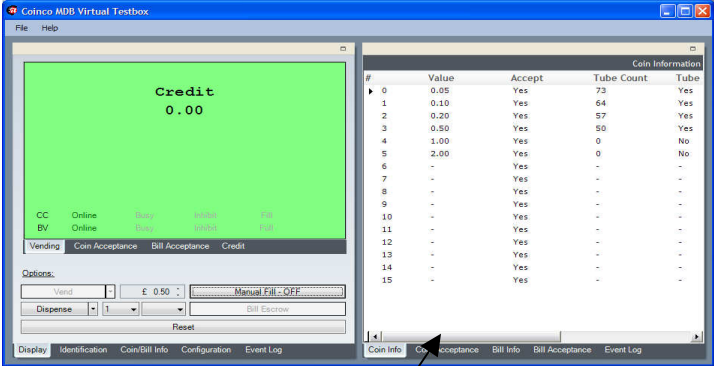 Coinco MDB Virtual Testbox
File Help
Credit
0.00
CC Online Busy Inhibit Fill
BV Online Busy Inhibit Full
Vending Coin Acceptance Bill Acceptance Credit
Options:
Vend £ 0.50 Manual Fill - OFF
Dispense 1 Bill Escrow
Reset
Display Identification Coin/Bill Info Configuration Event Log
Coin Information
# Value Accept Tube Count Tube
0 0.05 Yes 73 Yes
1 0.10 Yes 64 Yes
2 0.20 Yes 57 Yes
3 0.50 Yes 50 Yes
4 1.00 Yes 0 No
5 2.00 Yes 0 No
6 - Yes - -
7 - Yes - -
8 - Yes - -
9 - Yes - -
10 - Yes - -
11 - Yes - -
12 - Yes - -
13 - Yes - -
14 - Yes - -
15 - Yes - -
Coin Info Coin Acceptance Bill Info Bill Acceptance Event Log